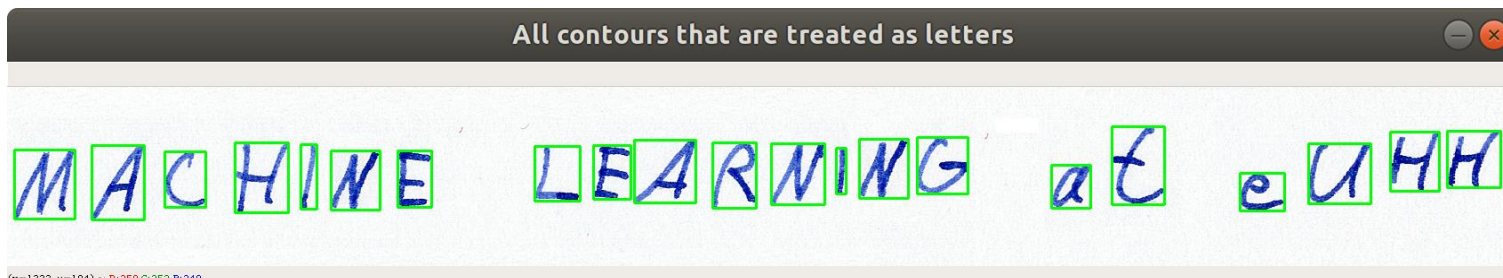 All contours that are treated as letters
MACHINE LEARNING at eUHH